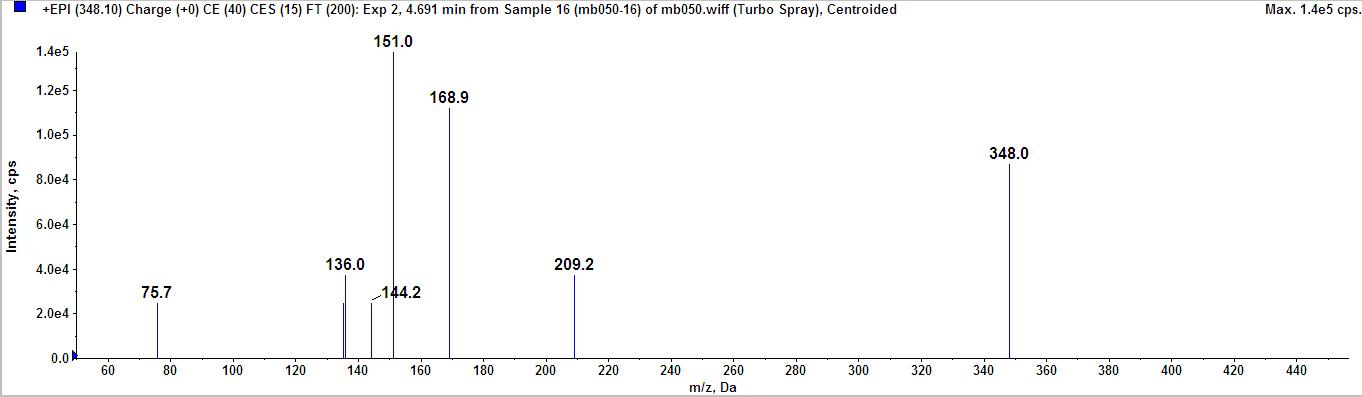 +EPI (348.10) Charge (+0) CE (40) CES (15) FT (200): Exp 2, 4.691 min from Sample 16 (mb050-16) of mb050.wiff (Turbo Spray), Centroided
Max. 1.4e5 cps.
151.0
1.4e5
1.2e5
168.9
1.0e5
348.0
8.0e4
6.0e4
136.0
209.2
4.0e4
75.7
144.2
2.0e4
0.0
Intensity, cps
60 80 100 120 140 160 180 200 220 240 260 280 300 320 340 360 380 400 420 440
m/z, Da